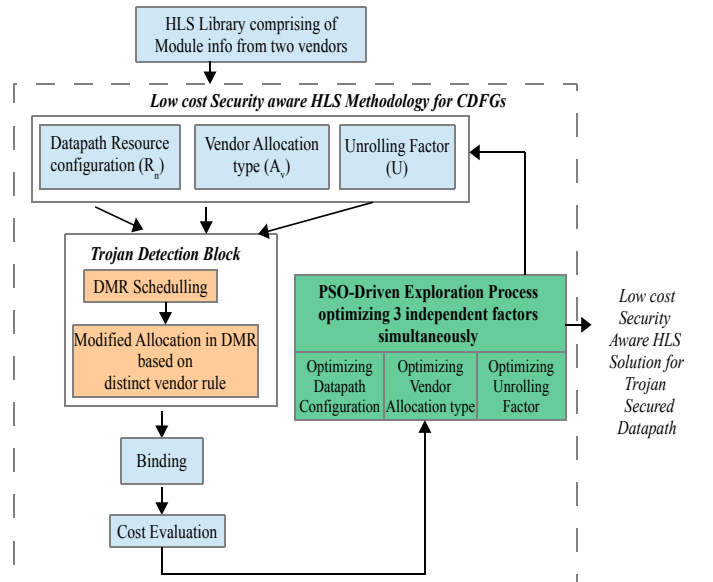 HLS Library comprising of
Module info from two vendors
Low cost Security aware HLS Methodology for CDFGs
Datapath Resource
configuration (Rn)
Vendor Allocation
type (Av)
Unrolling Factor
(U)
Trojan Detection Block
DMR Schedulling
Modified Allocation in DMR
based on
distinct vendor rule
Binding
Cost Evaluation
PSO-Driven Exploration Process
optimizing 3 independent factors
simultaneously
Optimizing
Datapath
Configuration
Optimizing
Vendor
Allocation type
Optimizing
Unrolling
Factor
Low cost
Security
Aware HLS
Solution for
Trojan
Secured
Datapath